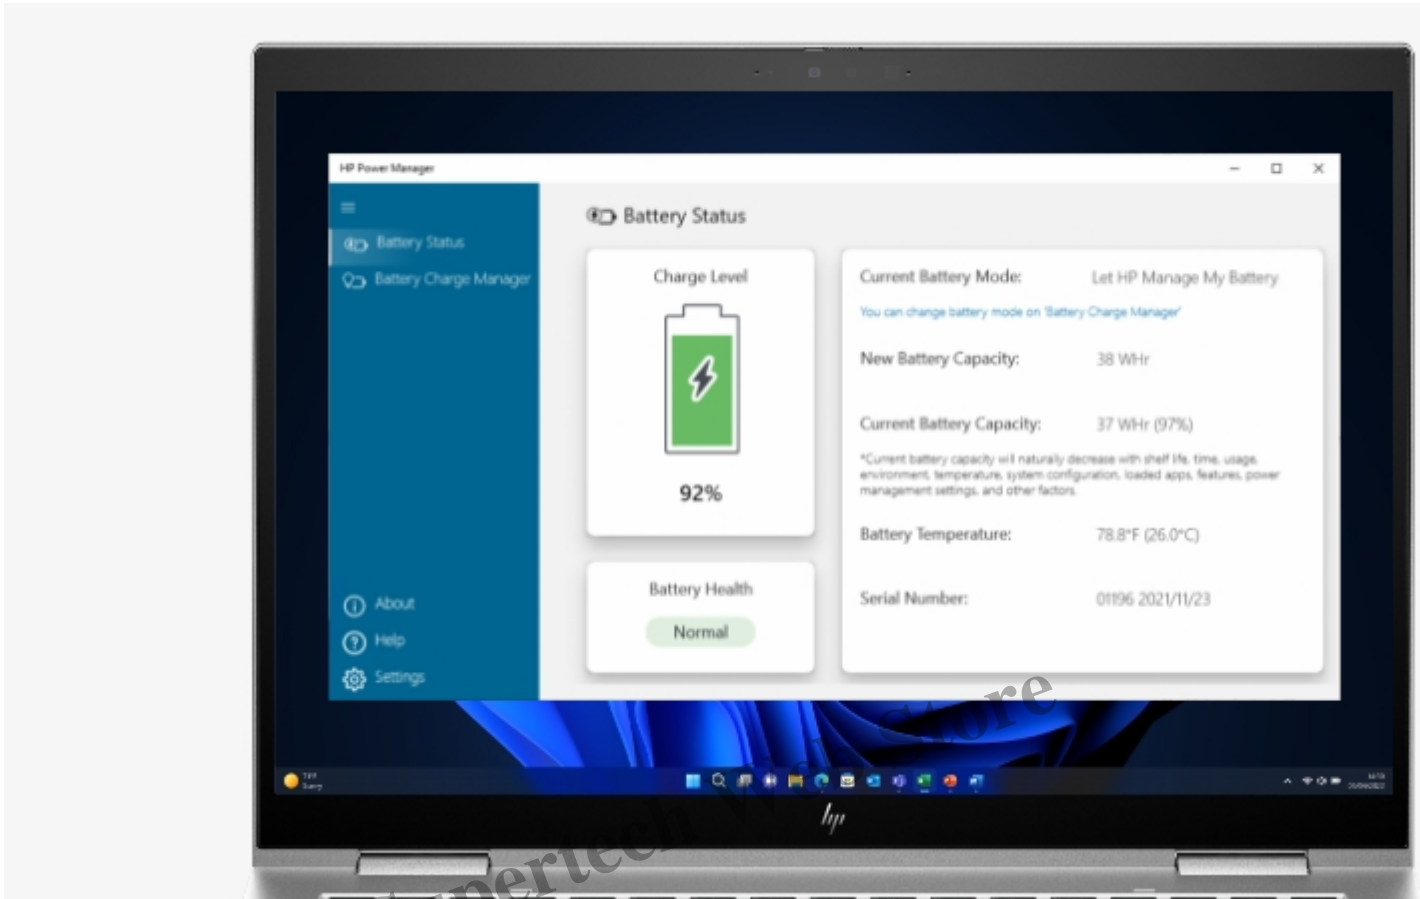 HP Power Manager
Battery Status
Battery Charge Manager
About
Help
Settings
Battery Status
Charge Level
92%
Battery Health
Normal
Current Battery Mode: Let HP Manage My Battery
You can change battery mode on 'Battery Charge Manager'
New Battery Capacity: 38 WHr
Current Battery Capacity: 37 WHr (97%)
*Current battery capacity will naturally decrease with shelf life, time, usage,
environment, temperature, system configuration, loaded apps, features, power
management settings, and other factors.
Battery Temperature: 78.8°F (26.0°C)
Serial Number: 01196 2021/11/23
Sunny
hp
Web Store